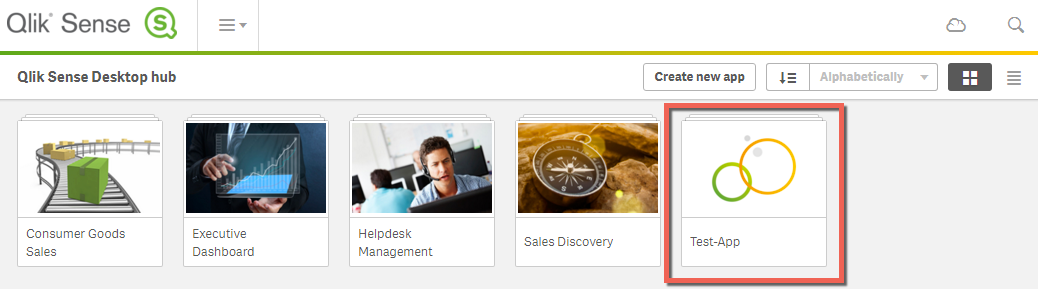 Qlik Sense
Qlik Sense Desktop hub
Create new app
Alphabetically
Consumer Goods
Sales
Executive
Dashboard
Helpdesk
Management
Sales Discovery
Test-App